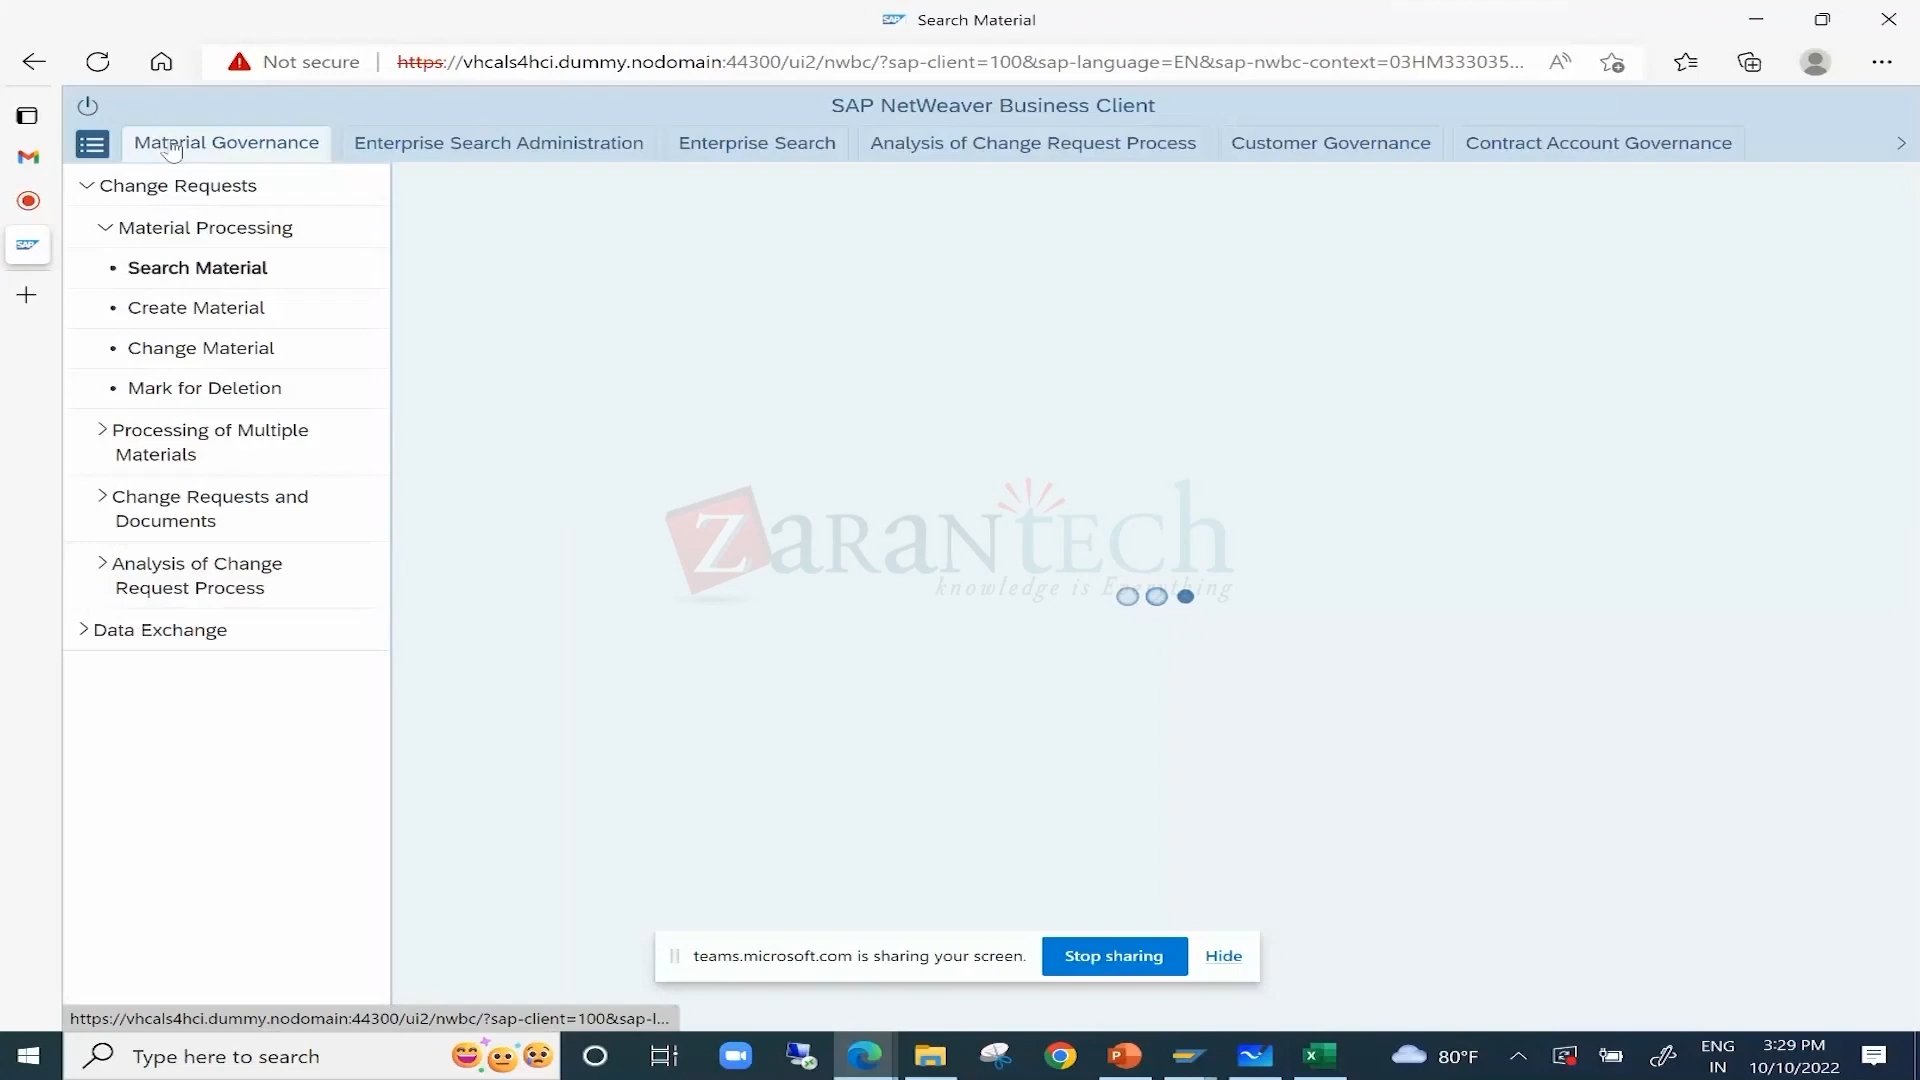 SAP Search Material
Not secure https://vhcals4hci.dummy.nodomain:44300/ui2/nwbc/?sap-client=100&sap-language=EN&sap-nwbc-context=03HM333035...
SAP NetWeaver Business Client
Material Governance Enterprise Search Administration Enterprise Search Analysis of Change Request Process Customer Governance Contract Account Governance
Change Requests
Material Processing
• Search Material
• Create Material
• Change Material
• Mark for Deletion
Processing of Multiple
Materials
Change Requests and
Documents
Analysis of Change
Request Process
Data Exchange
SAP
ZARANTECH
knowledge is Everything
teams.microsoft.com is sharing your screen. Stop sharing Hide
https://vhcals4hci.dummy.nodomain:44300/ui2/nwbc/?sap-client=100&sap-l...
Type here to search
80°F
ENG
IN
3:29 PM
10/10/2022